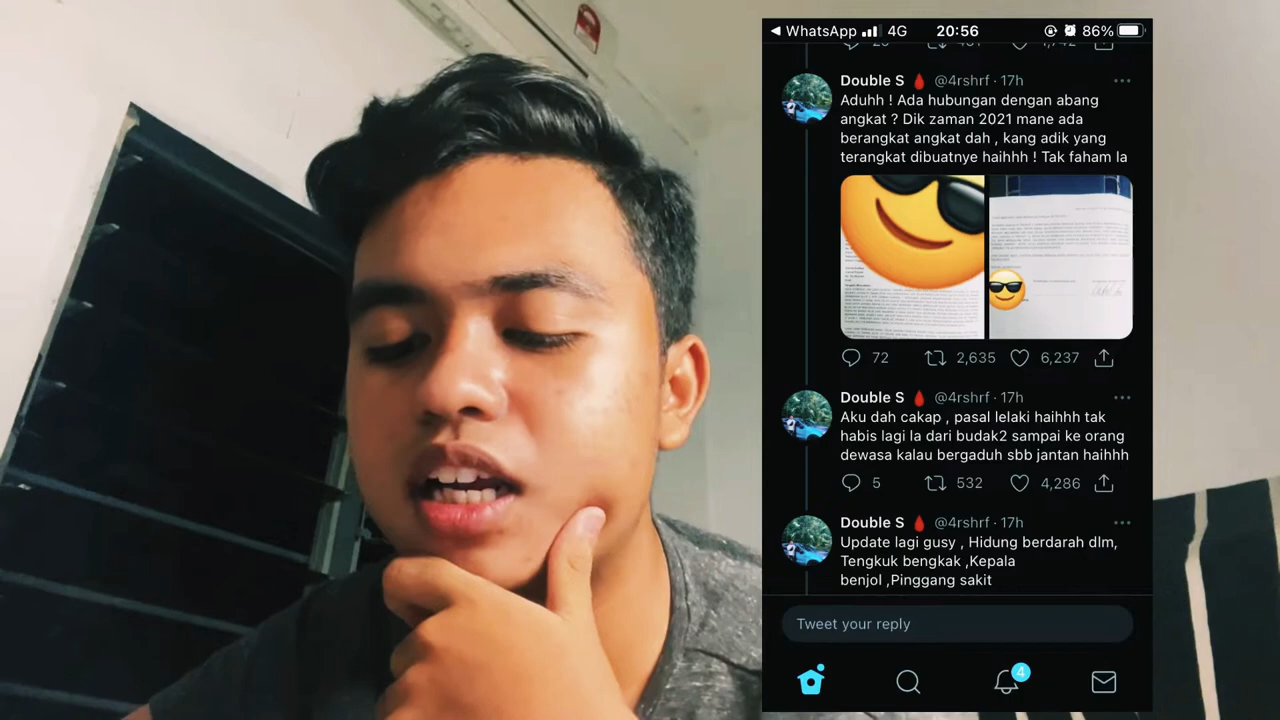 WhatsApp 4G 20:56 86%
Double S @4rshrf · 17h
Aduhh ! Ada hubungan dengan abang
angkat ? Dik zaman 2021 mane ada
berangkat angkat dah , kang adik yang
terangkat dibuatnye haihhh ! Tak faham la
72 2,635 6,237
Double S @4rshrf · 17h
Aku dah cakap , pasal lelaki haihhh tak
habis lagi la dari budak2 sampai ke orang
dewasa kalau bergaduh sbb jantan haihhh
5 532 4,286
Double S @4rshrf · 17h
Update lagi gusy , Hidung berdarah dlm,
Tengkuk bengkak ,Kepala
benjol ,Pinggang sakit
Tweet your reply
4